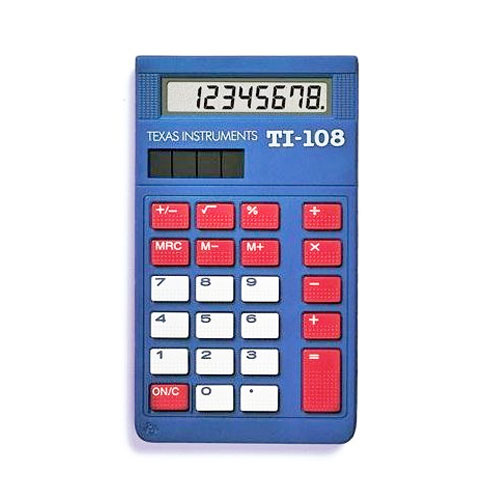 12345678.
TEXAS INSTRUMENTS TI-108
+/− √ % +
MRC M− M+ ×
7 8 9 −
4 5 6 +
1 2 3 =
ON/C 0 .